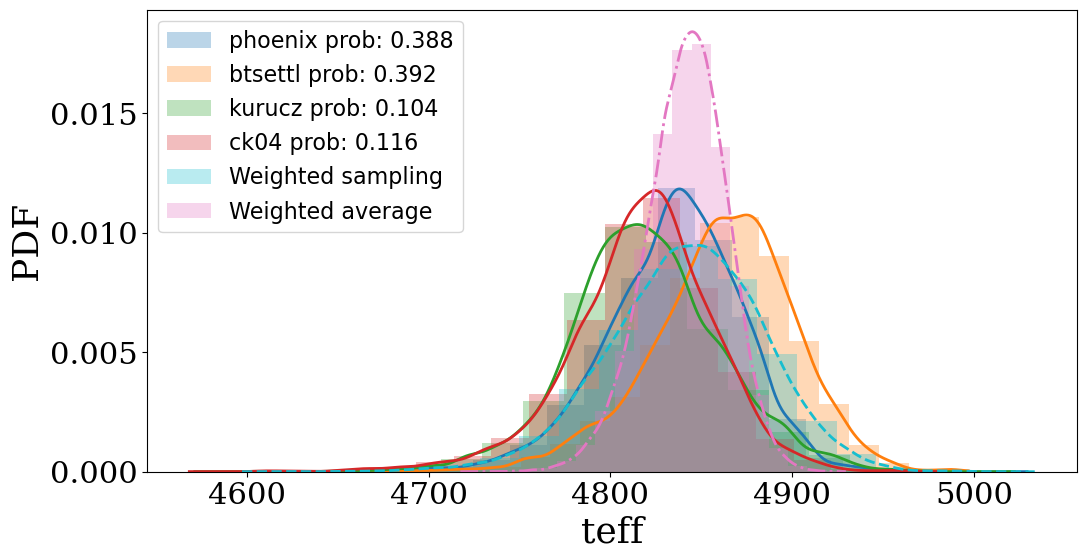 phoenix prob: 0.388
btsettl prob: 0.392
kurucz prob: 0.104
ck04 prob: 0.116
Weighted sampling
Weighted average
PDF
0.015
0.010
0.005
0.000
4600 4700 4800 4900 5000
teff